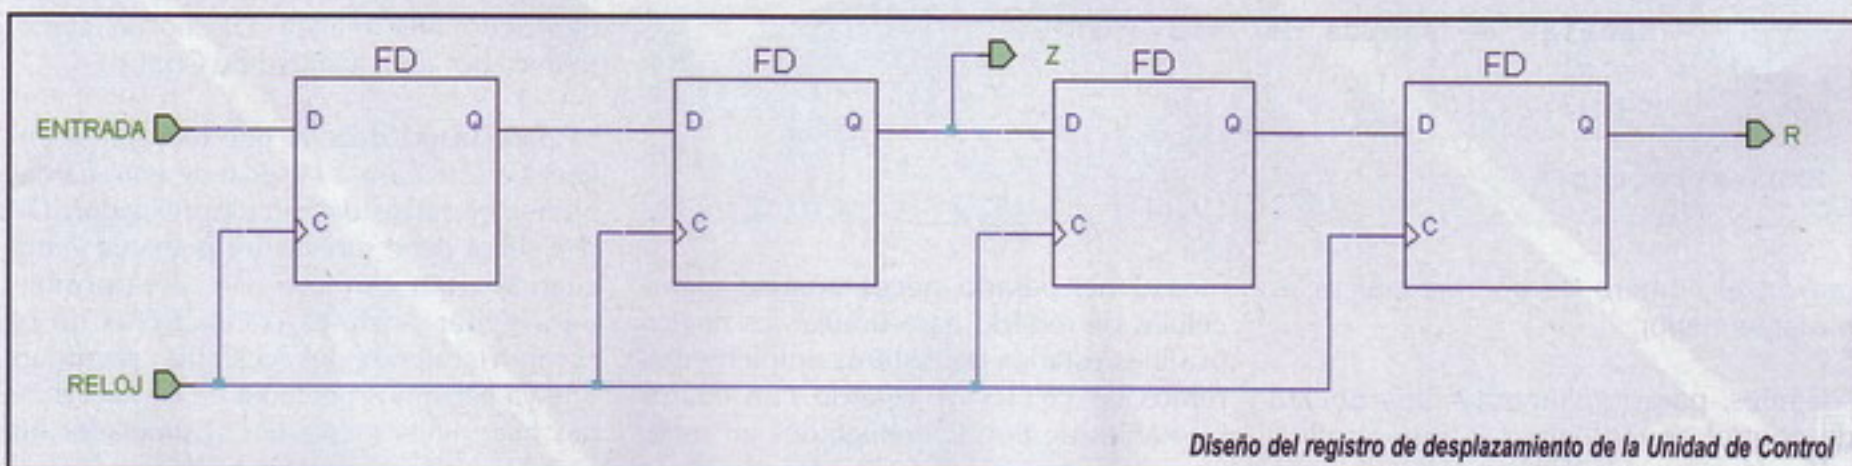 FD FD FD FD
Z
ENTRADA D Q D Q D Q D Q R
C C C C
RELOJ
Diseño del registro de desplazamiento de la Unidad de Control